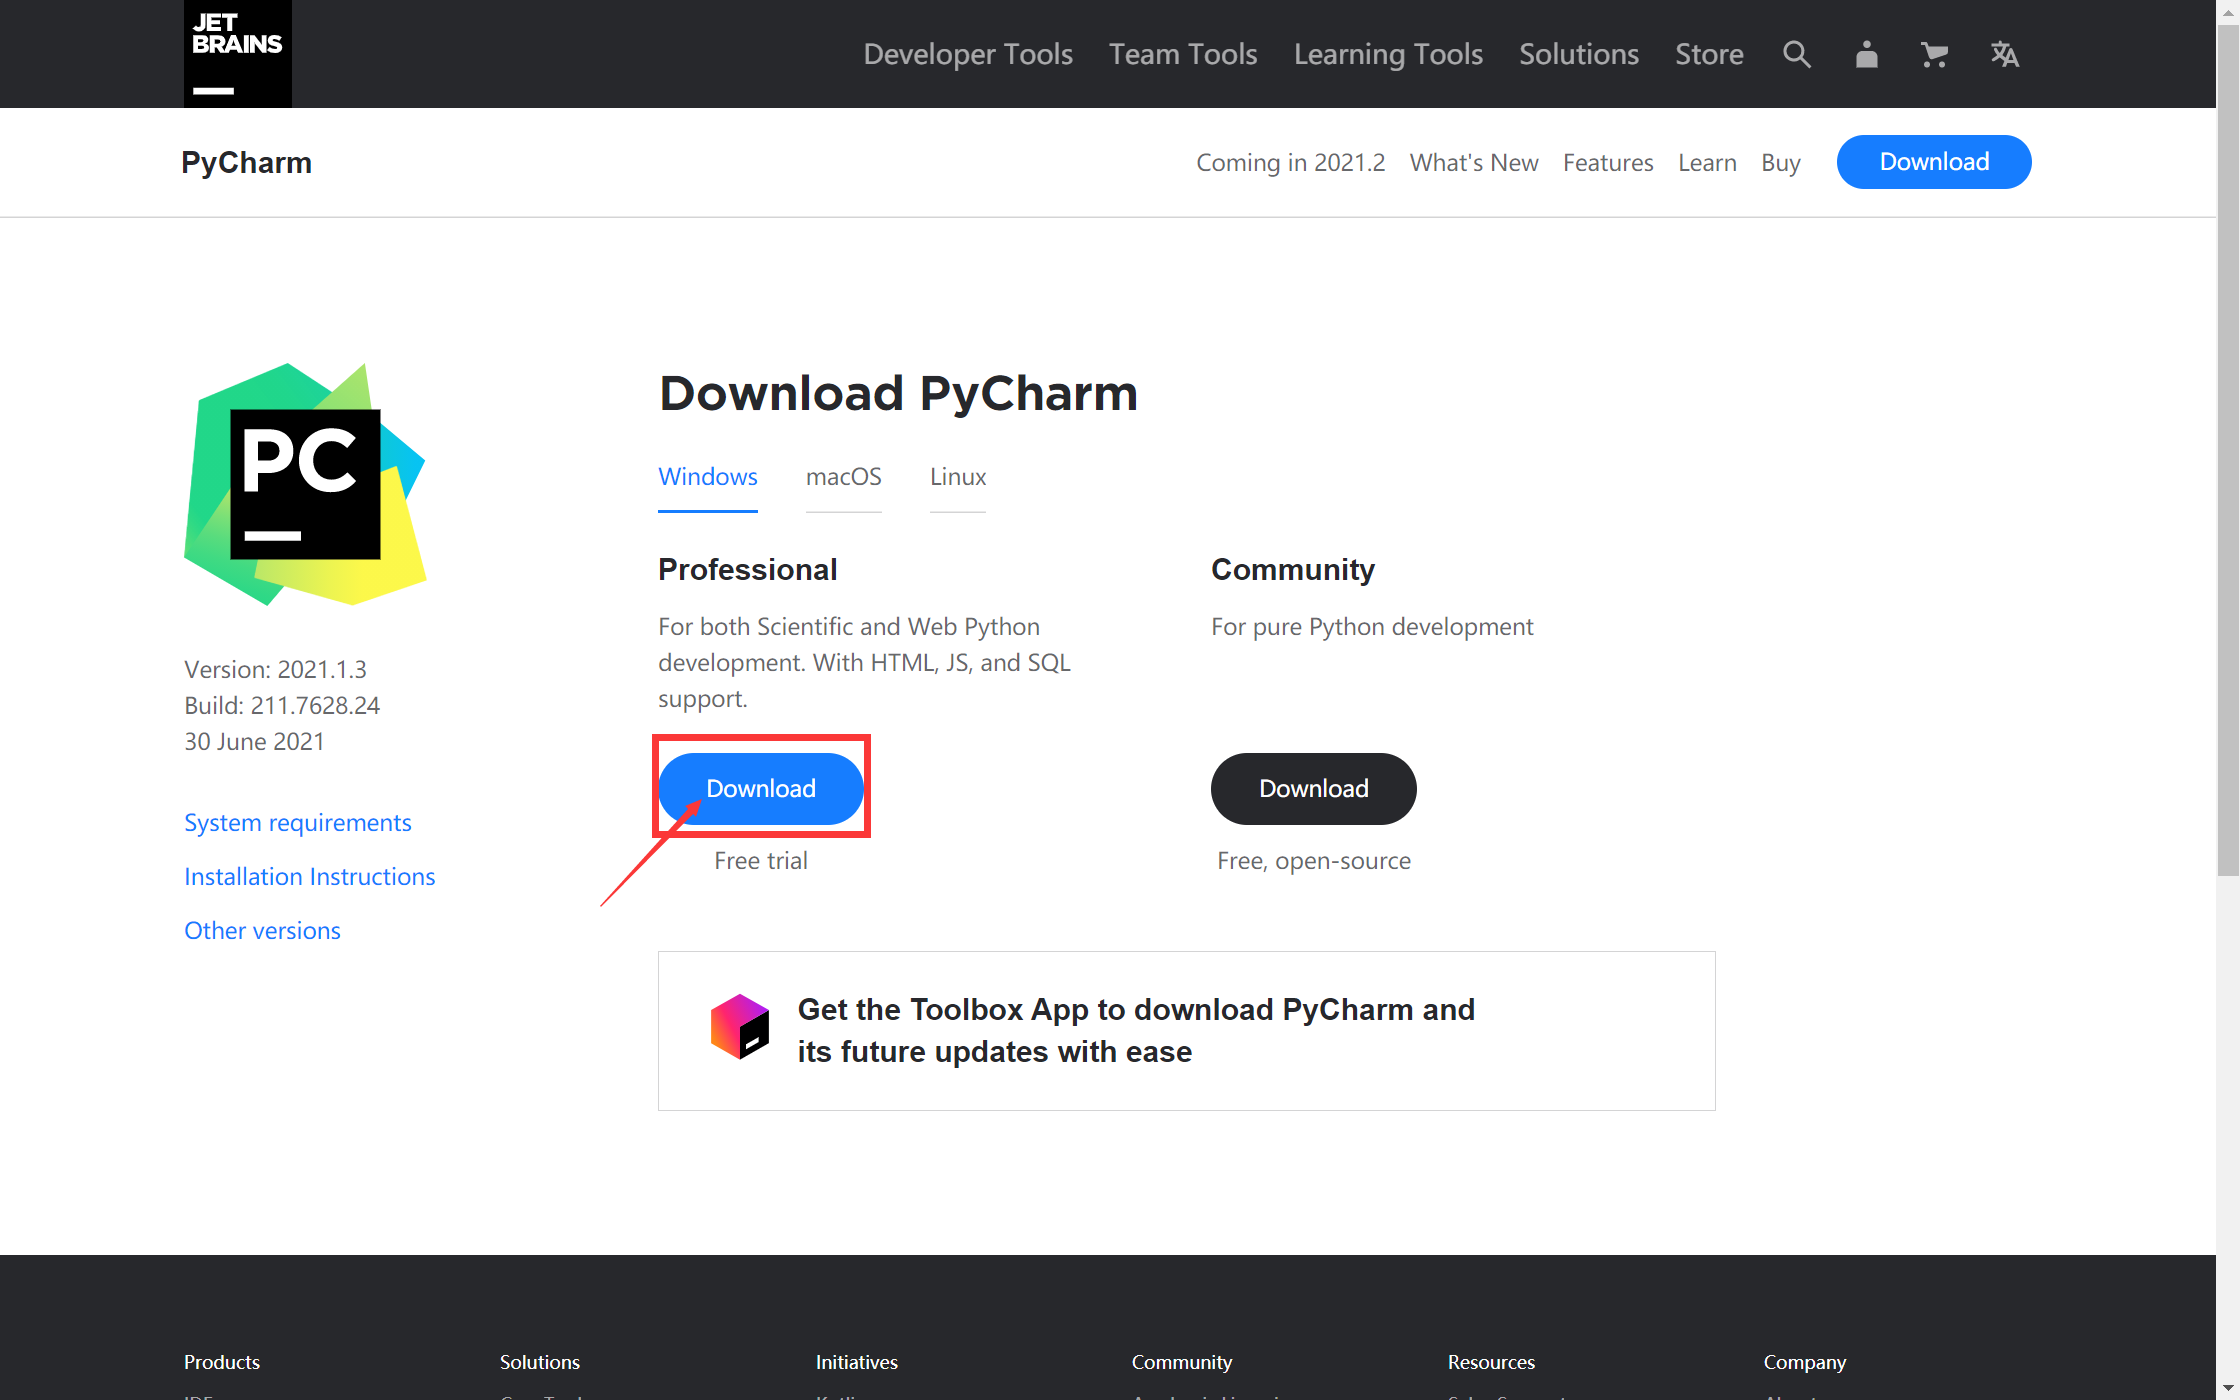 JET
BRAINS
Developer Tools
Team Tools
Learning Tools
Solutions
Store
PyCharm
Coming in 2021.2
What's New
Features
Learn
Buy
Download
PC
Version: 2021.1.3
Build: 211.7628.24
30 June 2021
System requirements
Installation Instructions
Other versions
Download PyCharm
Windows
macOS
Linux
Professional
For both Scientific and Web Python
development. With HTML, JS, and SQL
support.
Download
Free trial
Community
For pure Python development
Download
Free, open-source
Get the Toolbox App to download PyCharm and
its future updates with ease
Products
Solutions
Initiatives
Community
Resources
Company